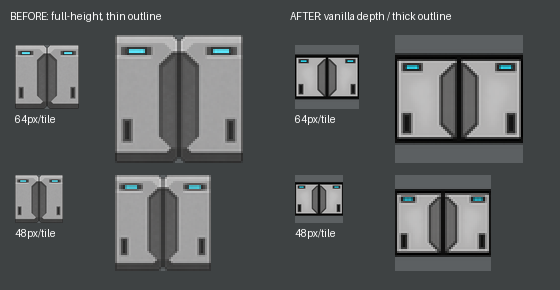 BEFORE: full-height, thin outline
AFTER: vanilla depth / thick outline
64px/tile
64px/tile
48px/tile
48px/tile